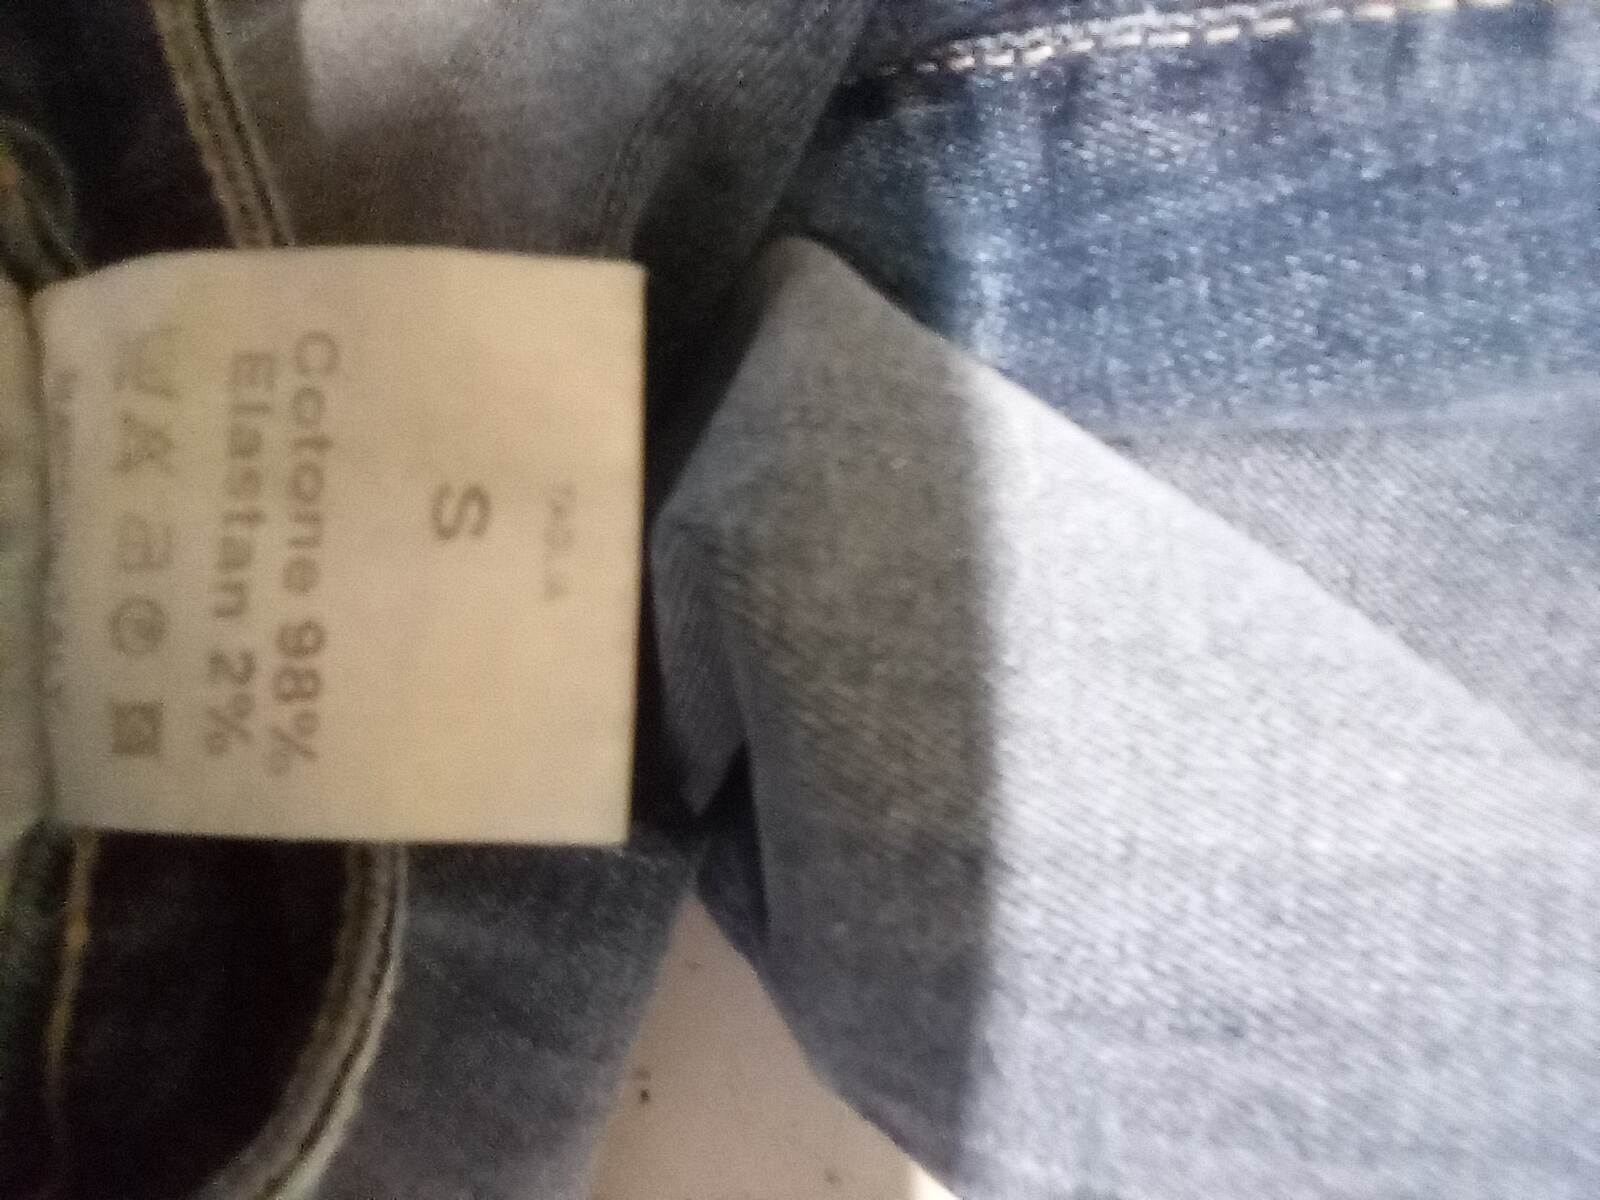 S
Cotone 98%
Elastan 2%